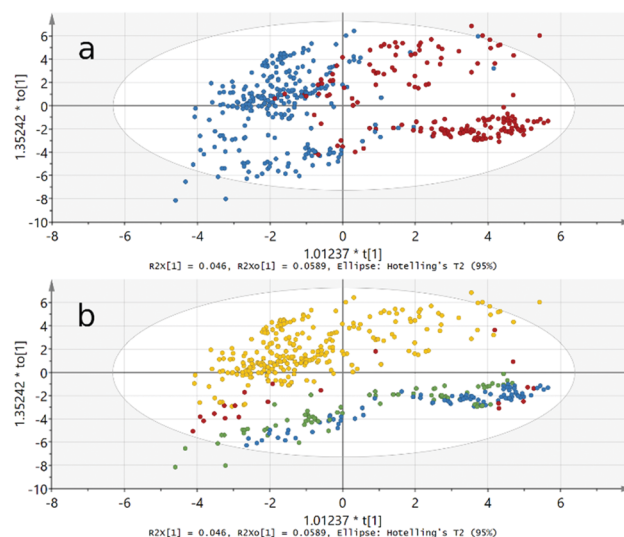 a
6
4
2
0
-2
-4
-6
-8
-10
1.35242 * to[1]
-8 -6 -4 -2 0 2 4 6
1.01237 * t[1]
R2X[1] = 0.046, R2Xo[1] = 0.0589, Ellipse: Hotelling's T2 (95%)
b
6
4
2
0
-2
-4
-6
-8
-10
1.35242 * to[1]
-8 -6 -4 -2 0 2 4 6
1.01237 * t[1]
R2X[1] = 0.046, R2Xo[1] = 0.0589, Ellipse: Hotelling's T2 (95%)